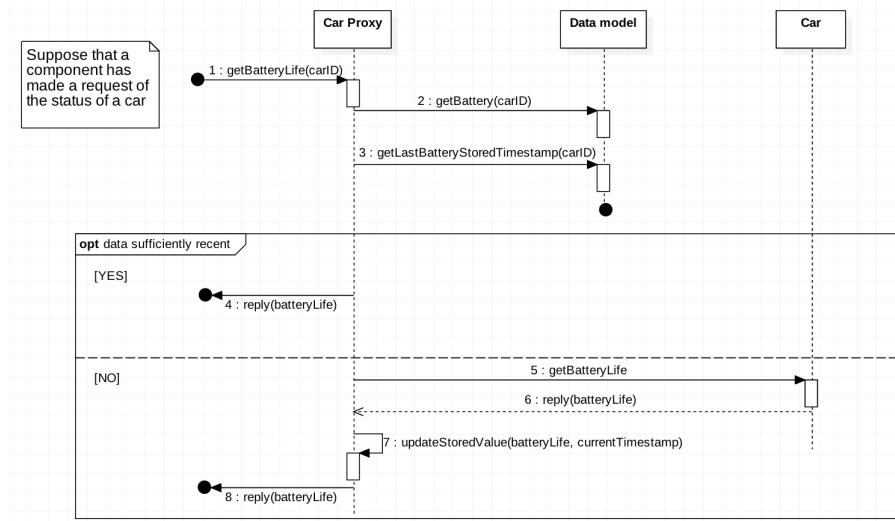 Car Proxy
Data model
Car
Suppose that a
component has
made a request of
the status of a car
1 : getBatteryLife(carID)
2 : getBattery(carID)
3 : getLastBatteryStoredTimestamp(carID)
opt data sufficiently recent
[YES]
4 : reply(batteryLife)
[NO]
5 : getBatteryLife
6 : reply(batteryLife)
7 : updateStoredValue(batteryLife, currentTimestamp)
8 : reply(batteryLife)